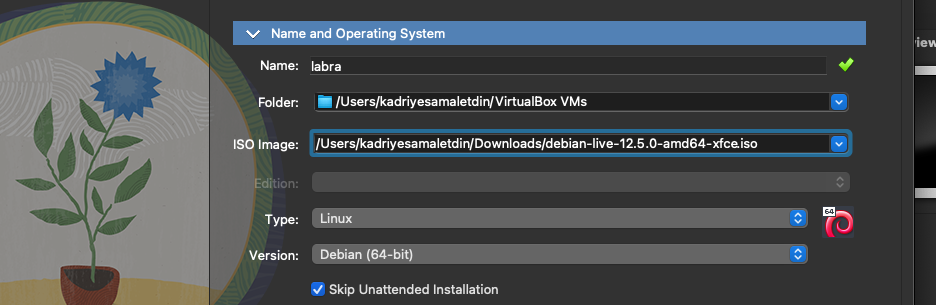 Name and Operating System
Name: labra
Folder: /Users/kadriyesamaletdin/VirtualBox VMs
ISO Image: /Users/kadriyesamaletdin/Downloads/debian-live-12.5.0-amd64-xfce.iso
Edition:
Type: Linux
64
Version: Debian (64-bit)
Skip Unattended Installation